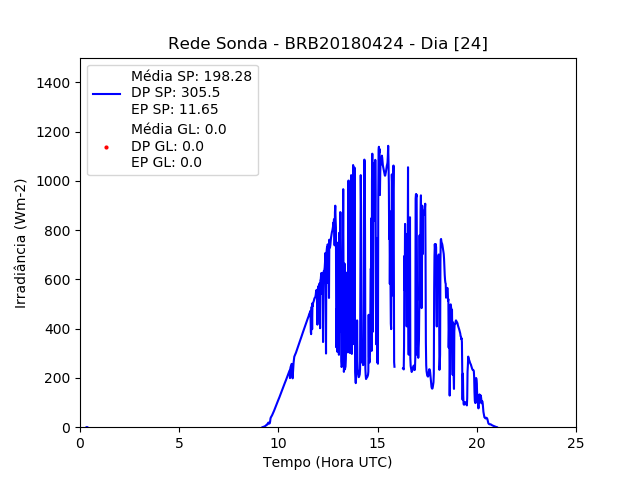 Rede Sonda - BRB20180424 - Dia [24]
Média SP: 198.28
DP SP: 305.5
EP SP: 11.65
Média GL: 0.0
DP GL: 0.0
EP GL: 0.0
Irradiância (Wm-2)
1400
1200
1000
800
600
400
200
0
0 5 10 15 20 25
Tempo (Hora UTC)